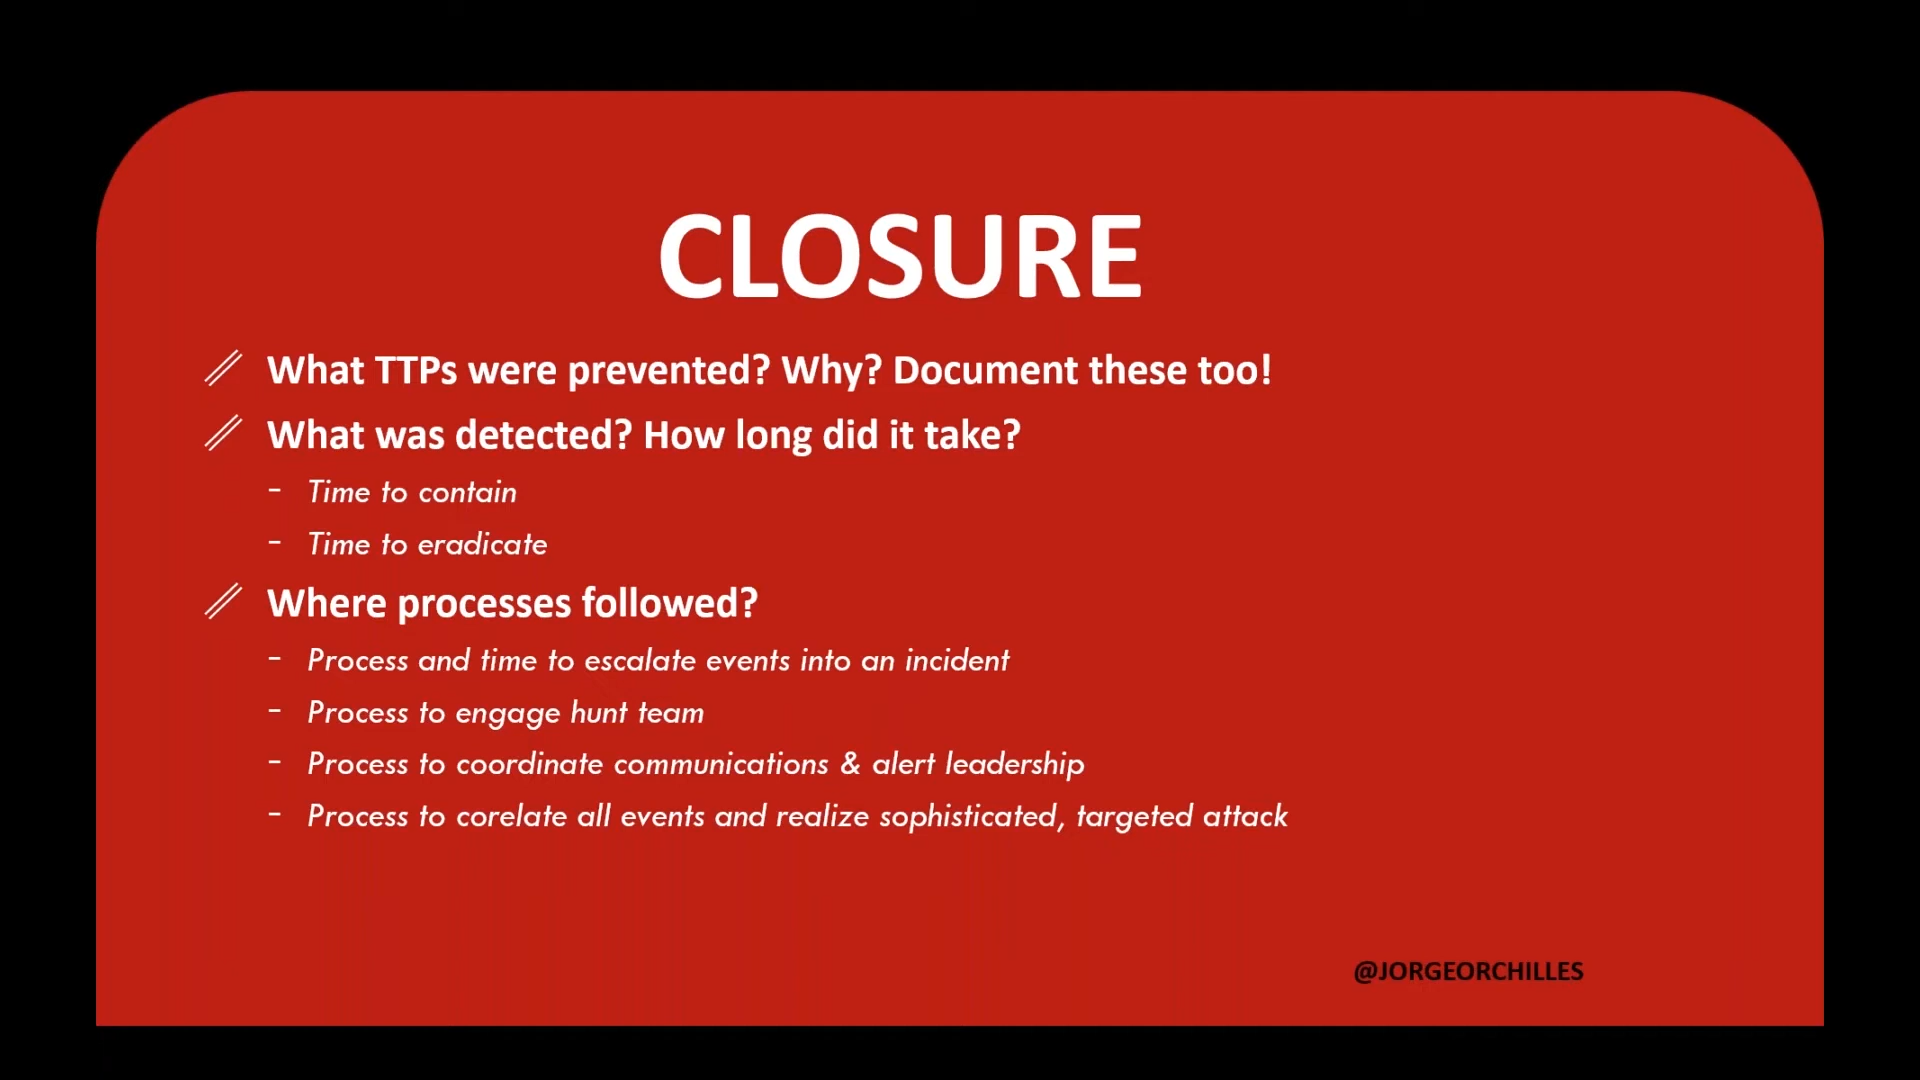 CLOSURE
What TTPs were prevented? Why? Document these too!
What was detected? How long did it take?
- Time to contain
- Time to eradicate
Where processes followed?
- Process and time to escalate events into an incident
- Process to engage hunt team
- Process to coordinate communications & alert leadership
- Process to corelate all events and realize sophisticated, targeted attack
@JORGEORCHILLES